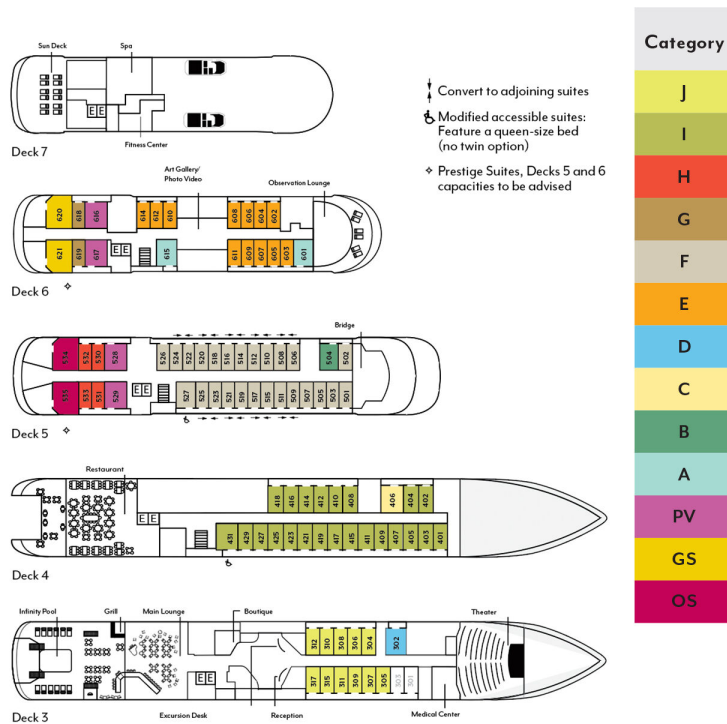 Sun Deck
Spa
E E
Fitness Center
Deck 7
Convert to adjoining suites
Modified accessible suites:
Feature a queen-size bed
(no twin option)
Prestige Suites, Decks 5 and 6
capacities to be advised
Category
J
I
H
G
F
E
D
C
B
A
PV
GS
OS
Art Gallery/
Photo Video
Observation Lounge
620 618 616 614 612 610 608 606 604 602
621 619 617 E E 615 611 609 607 605 603 601
Deck 6
Bridge
534 532 530 528 526 524 522 520 518 516 514 512 510 508 506 504 502
535 533 531 529 E E 527 525 523 521 519 517 515 511 509 507 505 503 501
Deck 5
Restaurant
418 416 414 412 410 408 406 404 402
E E
431 429 427 425 423 421 419 417 415 411 409 407 405 403 401
Deck 4
Infinity Pool
Grill
Main Lounge
Boutique
Theater
312 310 308 306 304 302
E E
317 315 311 309 307 305 303 301
Excursion Desk
Reception
Medical Center
Deck 3